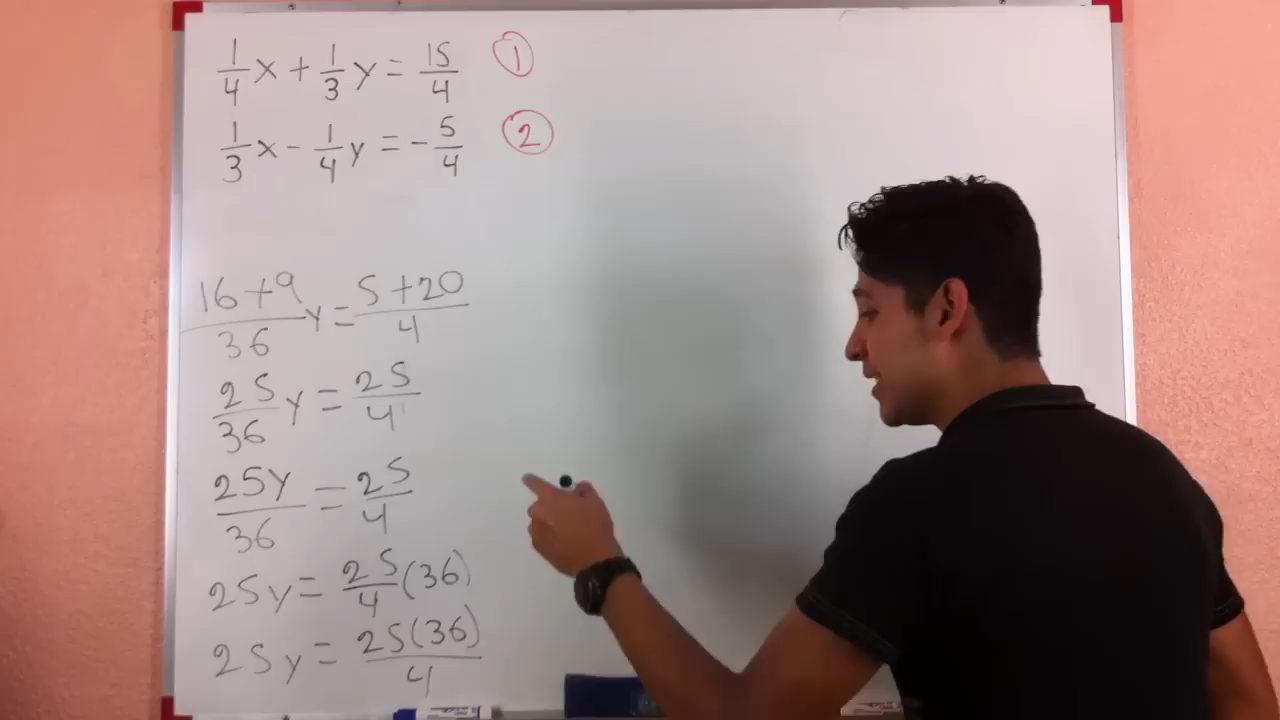 1/4 x + 1/3 y = 15/4 ①
1/3 x - 1/4 y = - 5/4 ②
16+9/36 y = 5+20/4
25/36 y = 25/4
25y/36 = 25/4
25y = 25/4 (36)
25y = 25(36)/4